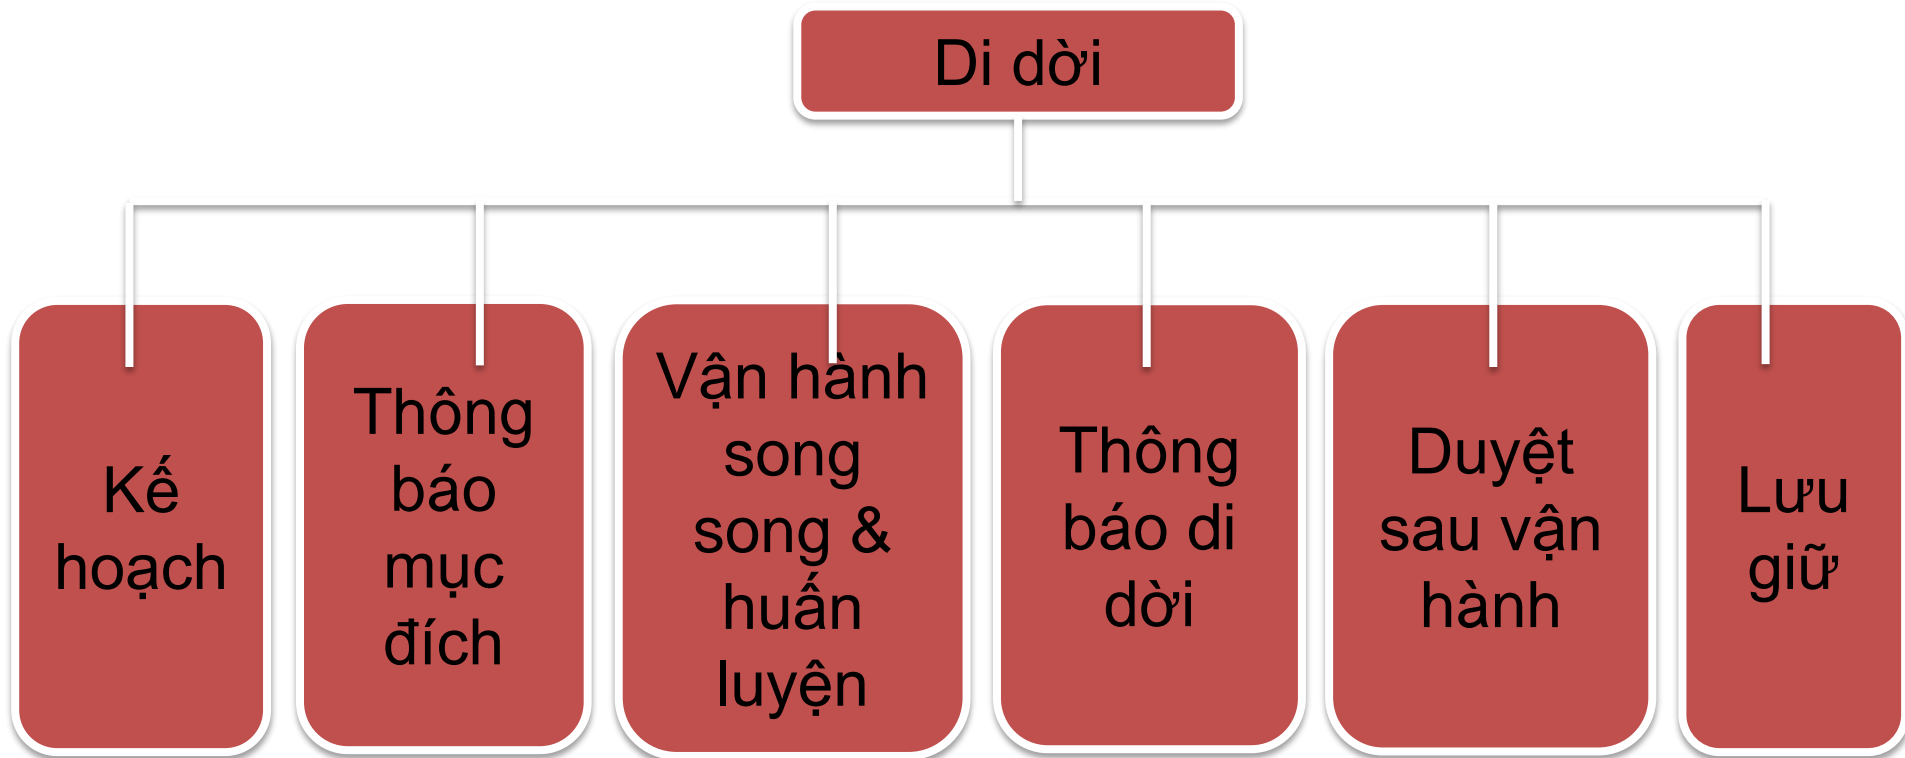 Di dời
Kế
hoạch
Thông
báo
mục
đích
Vận hành
song
song &
huấn
luyện
Thông
báo di
dời
Duyệt
sau vận
hành
Lưu
giữ